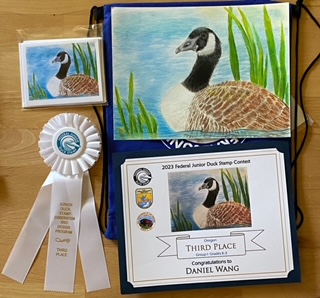 2023 Federal Junior Duck Stamp Contest
Oregon
THIRD PLACE
Group I: Grades K-3
Congratulations to
DANIEL WANG
JUNIOR
DUCK
STAMP
CONSERVATION
AND
DESIGN
PROGRAM
THIRD
PLACE